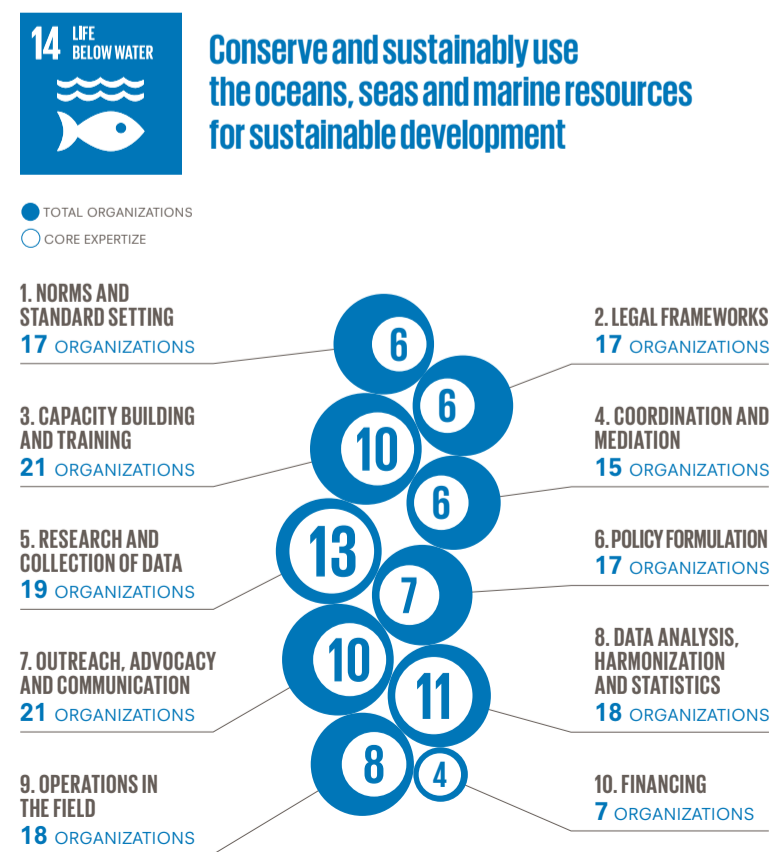 14 LIFE
BELOW WATER
Conserve and sustainably use
the oceans, seas and marine resources
for sustainable development
TOTAL ORGANIZATIONS
CORE EXPERTIZE
1. NORMS AND
STANDARD SETTING
17 ORGANIZATIONS
6
2. LEGAL FRAMEWORKS
17 ORGANIZATIONS
6
3. CAPACITY BUILDING
AND TRAINING
21 ORGANIZATIONS
10
4. COORDINATION AND
MEDIATION
15 ORGANIZATIONS
6
5. RESEARCH AND
COLLECTION OF DATA
19 ORGANIZATIONS
13
6. POLICY FORMULATION
17 ORGANIZATIONS
7
7. OUTREACH, ADVOCACY
AND COMMUNICATION
21 ORGANIZATIONS
10
8. DATA ANALYSIS,
HARMONIZATION
AND STATISTICS
18 ORGANIZATIONS
11
9. OPERATIONS IN
THE FIELD
18 ORGANIZATIONS
8
10. FINANCING
7 ORGANIZATIONS
4